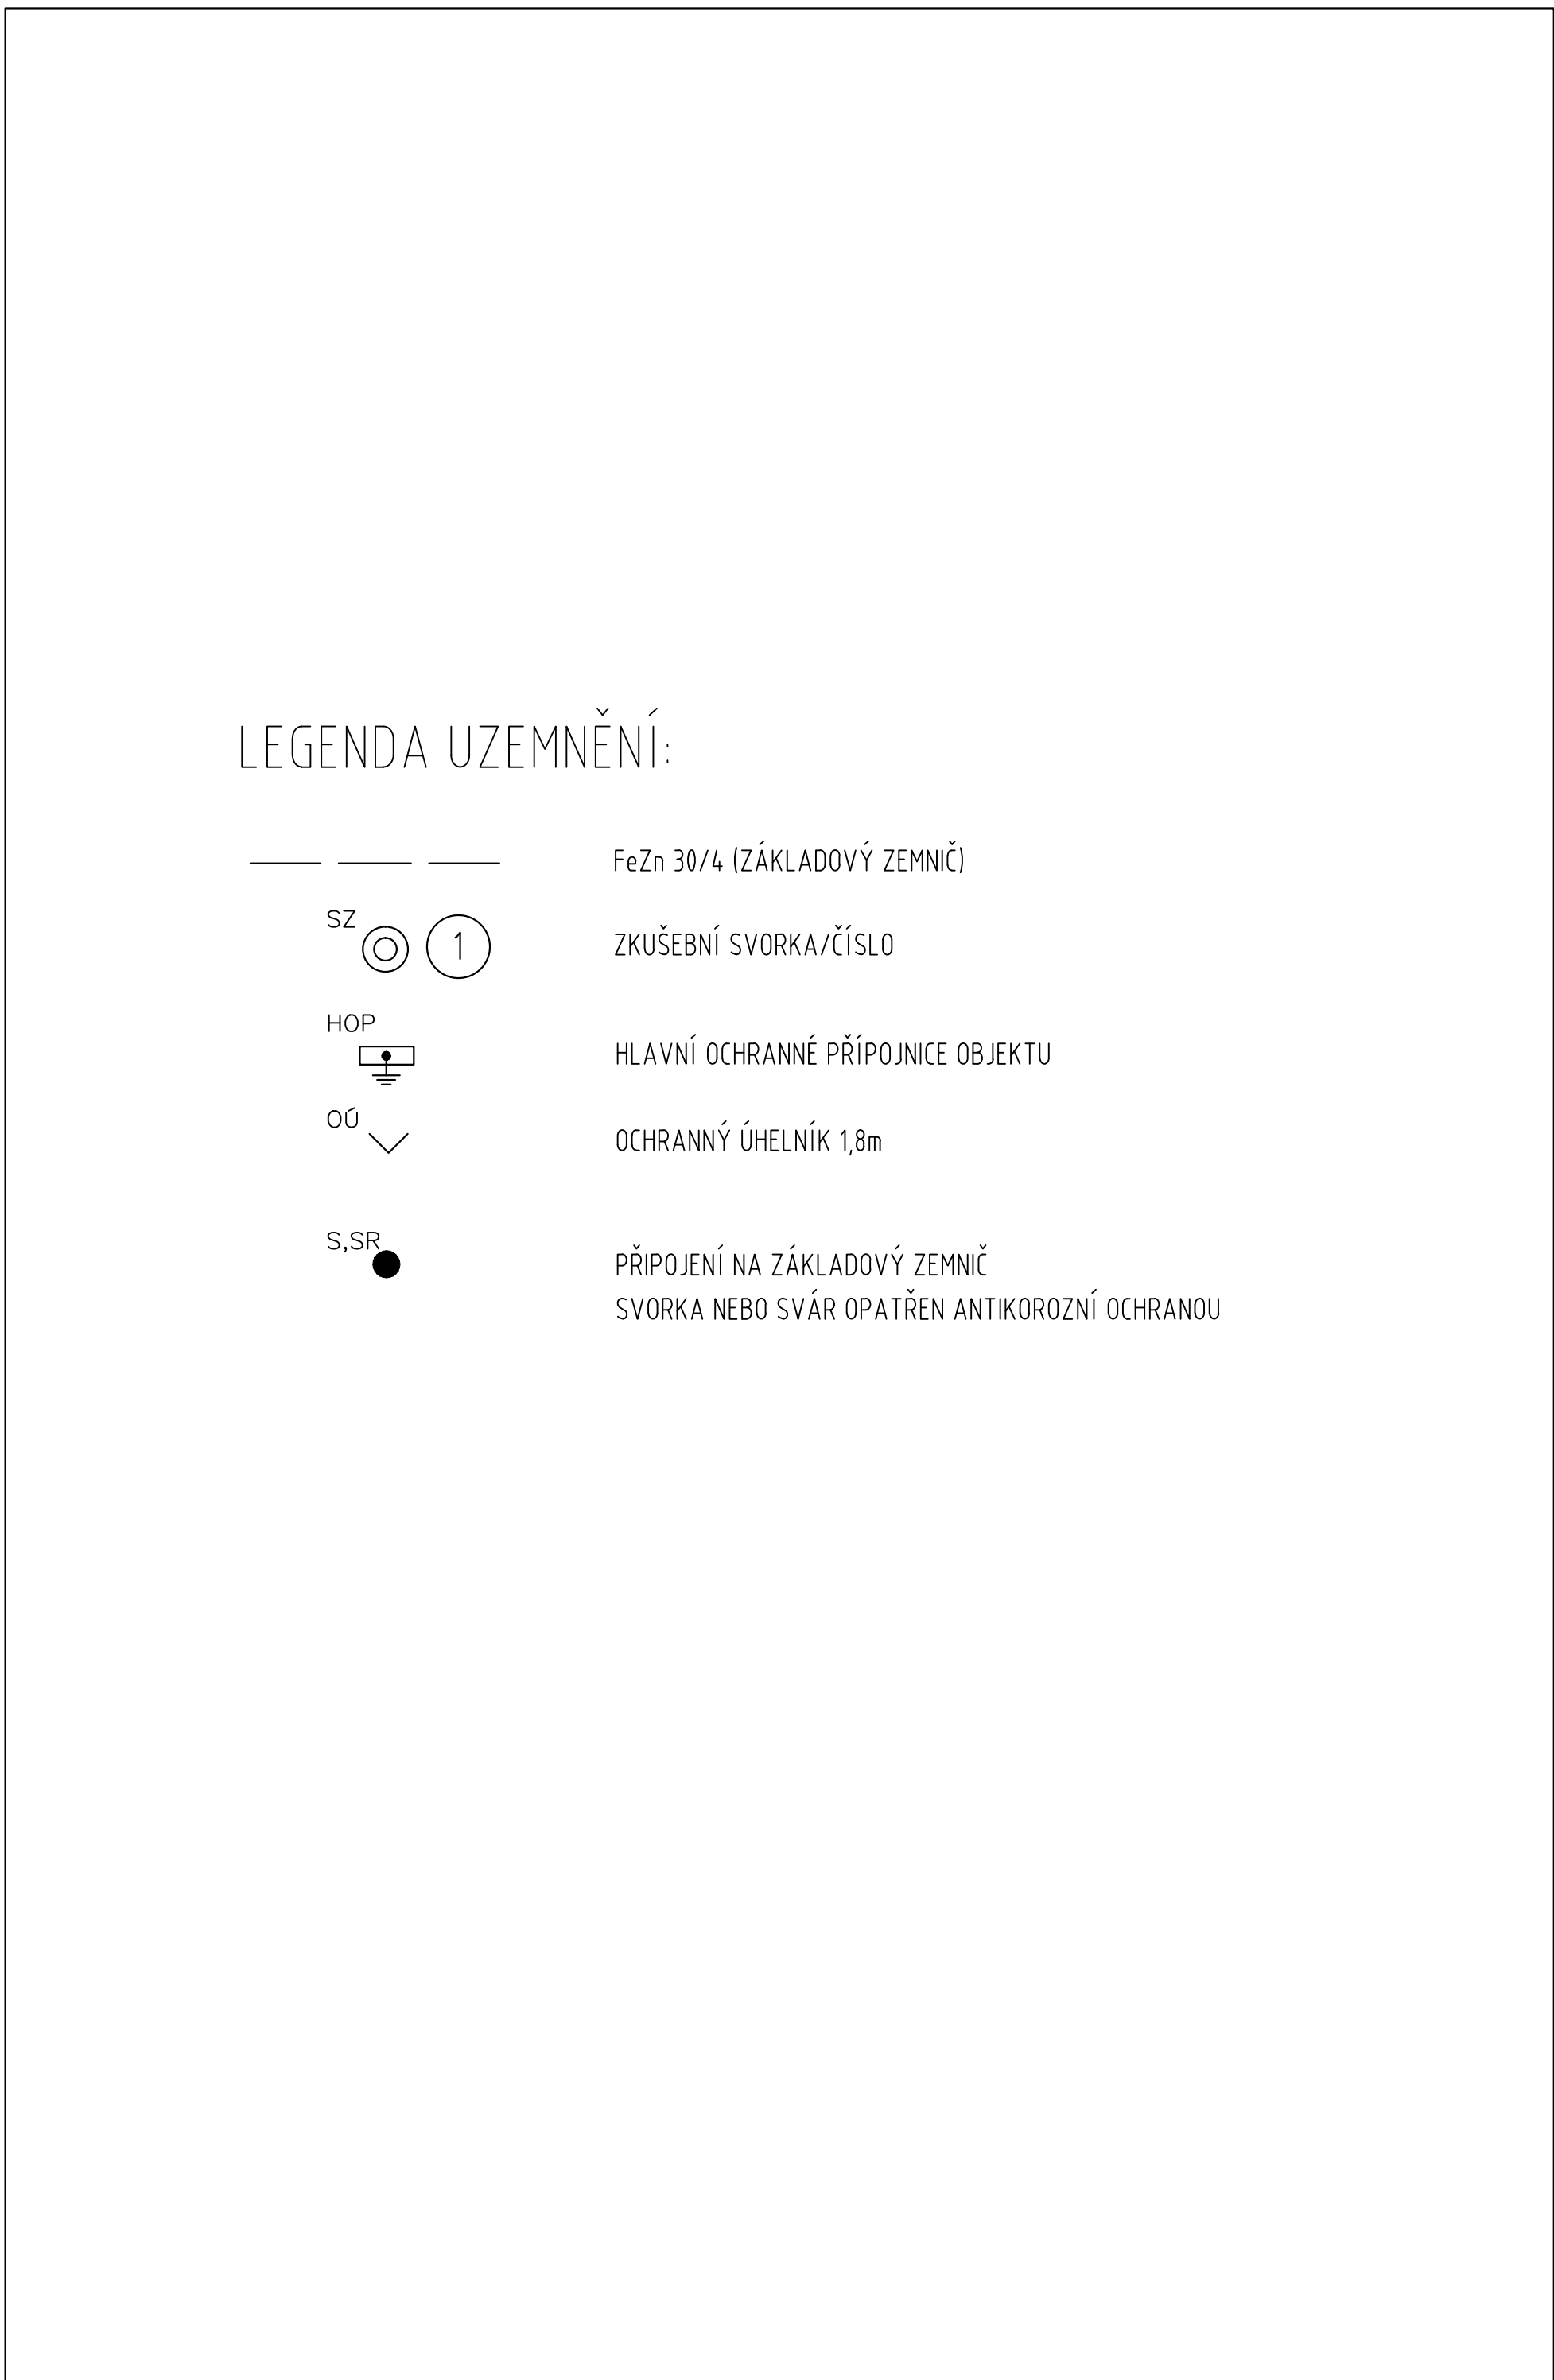 LEGENDA UZEMNĚNÍ:
FeZn 30/4 (ZÁKLADOVÝ ZEMNIČ)
SZ 1 ZKUŠEBNÍ SVORKA/ČÍSLO
HOP HLAVNÍ OCHRANNÉ PŘÍPOJNICE OBJEKTU
OÚ OCHRANNÝ ÚHELNÍK 1,8m
S,SR PŘIPOJENÍ NA ZÁKLADOVÝ ZEMNIČ
SVORKA NEBO SVÁR OPATŘEN ANTIKOROZNÍ OCHRANOU